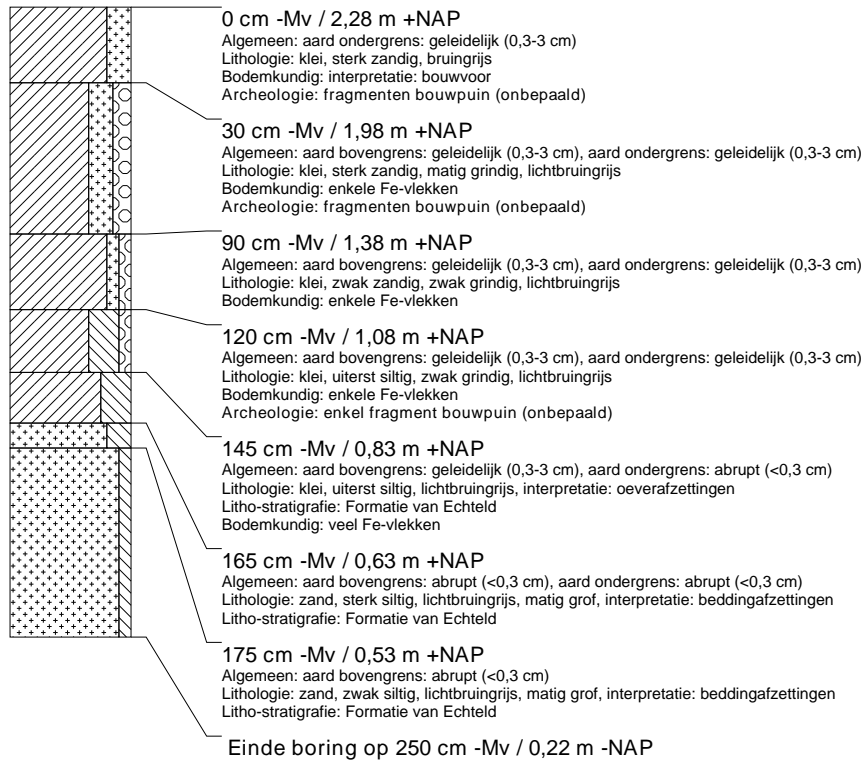 0 cm -Mv / 2,28 m +NAP
Algemeen: aard ondergrens: geleidelijk (0,3-3 cm)
Lithologie: klei, sterk zandig, bruingrijs
Bodemkundig: interpretatie: bouwvoor
Archeologie: fragmenten bouwpuin (onbepaald)
30 cm -Mv / 1,98 m +NAP
Algemeen: aard bovengrens: geleidelijk (0,3-3 cm), aard ondergrens: geleidelijk (0,3-3 cm)
Lithologie: klei, sterk zandig, matig grindig, lichtbruingrijs
Bodemkundig: enkele Fe-vlekken
Archeologie: fragmenten bouwpuin (onbepaald)
90 cm -Mv / 1,38 m +NAP
Algemeen: aard bovengrens: geleidelijk (0,3-3 cm), aard ondergrens: geleidelijk (0,3-3 cm)
Lithologie: klei, zwak zandig, zwak grindig, lichtbruingrijs
Bodemkundig: enkele Fe-vlekken
120 cm -Mv / 1,08 m +NAP
Algemeen: aard bovengrens: geleidelijk (0,3-3 cm), aard ondergrens: geleidelijk (0,3-3 cm)
Lithologie: klei, uiterst siltig, zwak grindig, lichtbruingrijs
Bodemkundig: enkele Fe-vlekken
Archeologie: enkel fragment bouwpuin (onbepaald)
145 cm -Mv / 0,83 m +NAP
Algemeen: aard bovengrens: geleidelijk (0,3-3 cm), aard ondergrens: abrupt (<0,3 cm)
Lithologie: klei, uiterst siltig, lichtbruingrijs, interpretatie: oeverafzettingen
Litho-stratigrafie: Formatie van Echteld
Bodemkundig: veel Fe-vlekken
165 cm -Mv / 0,63 m +NAP
Algemeen: aard bovengrens: abrupt (<0,3 cm), aard ondergrens: abrupt (<0,3 cm)
Lithologie: zand, sterk siltig, lichtbruingrijs, matig grof, interpretatie: beddingafzettingen
Litho-stratigrafie: Formatie van Echteld
175 cm -Mv / 0,53 m +NAP
Algemeen: aard bovengrens: abrupt (<0,3 cm)
Lithologie: zand, zwak siltig, lichtbruingrijs, matig grof, interpretatie: beddingafzettingen
Litho-stratigrafie: Formatie van Echteld
Einde boring op 250 cm -Mv / 0,22 m -NAP